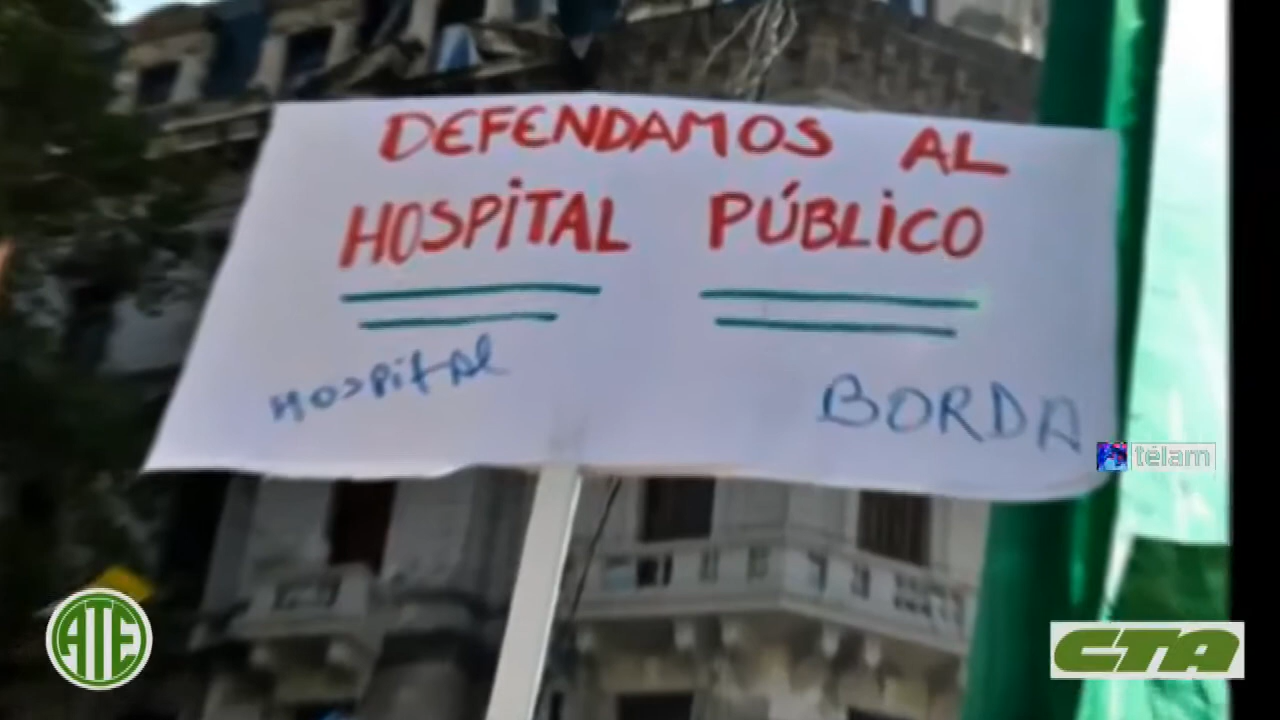 DEFENDAMOS AL
HOSPITAL PÚBLICO
HOSPITAL BORDA
télam
ATE
CTA